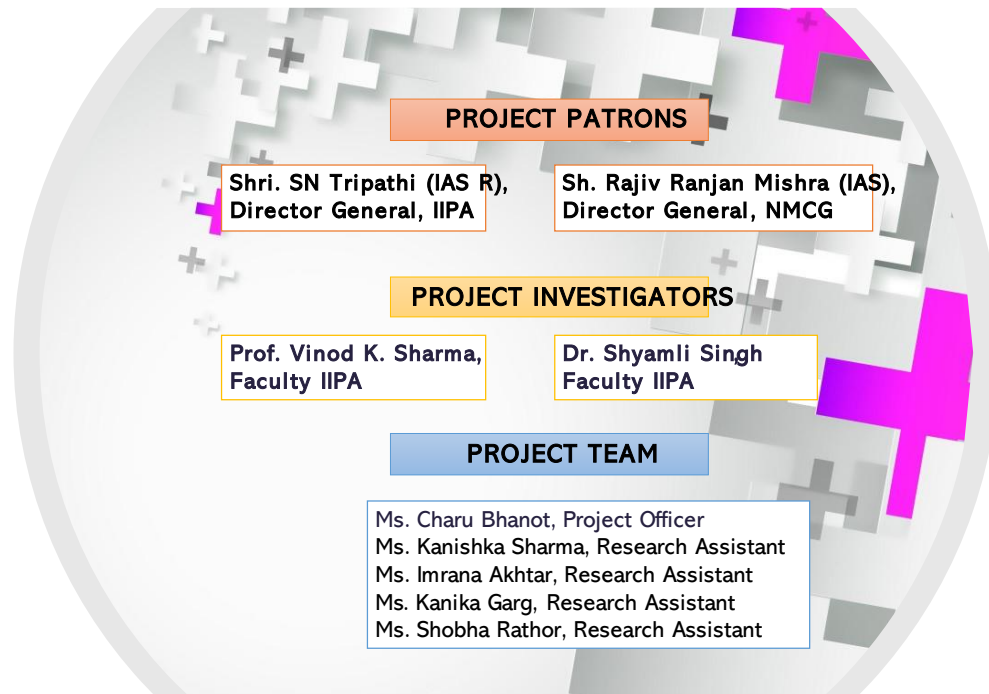 PROJECT PATRONS
Shri. SN Tripathi (IAS R),
Director General, IIPA
Sh. Rajiv Ranjan Mishra (IAS),
Director General, NMCG
PROJECT INVESTIGATORS
Prof. Vinod K. Sharma,
Faculty IIPA
Dr. Shyamli Singh,
Faculty IIPA
PROJECT TEAM
Ms. Charu Bhanot, Project Officer
Ms. Kanishka Sharma, Research Assistant
Ms. Imrana Akhtar, Research Assistant
Ms. Kanika Garg, Research Assistant
Ms. Shobha Rathor, Research Assistant